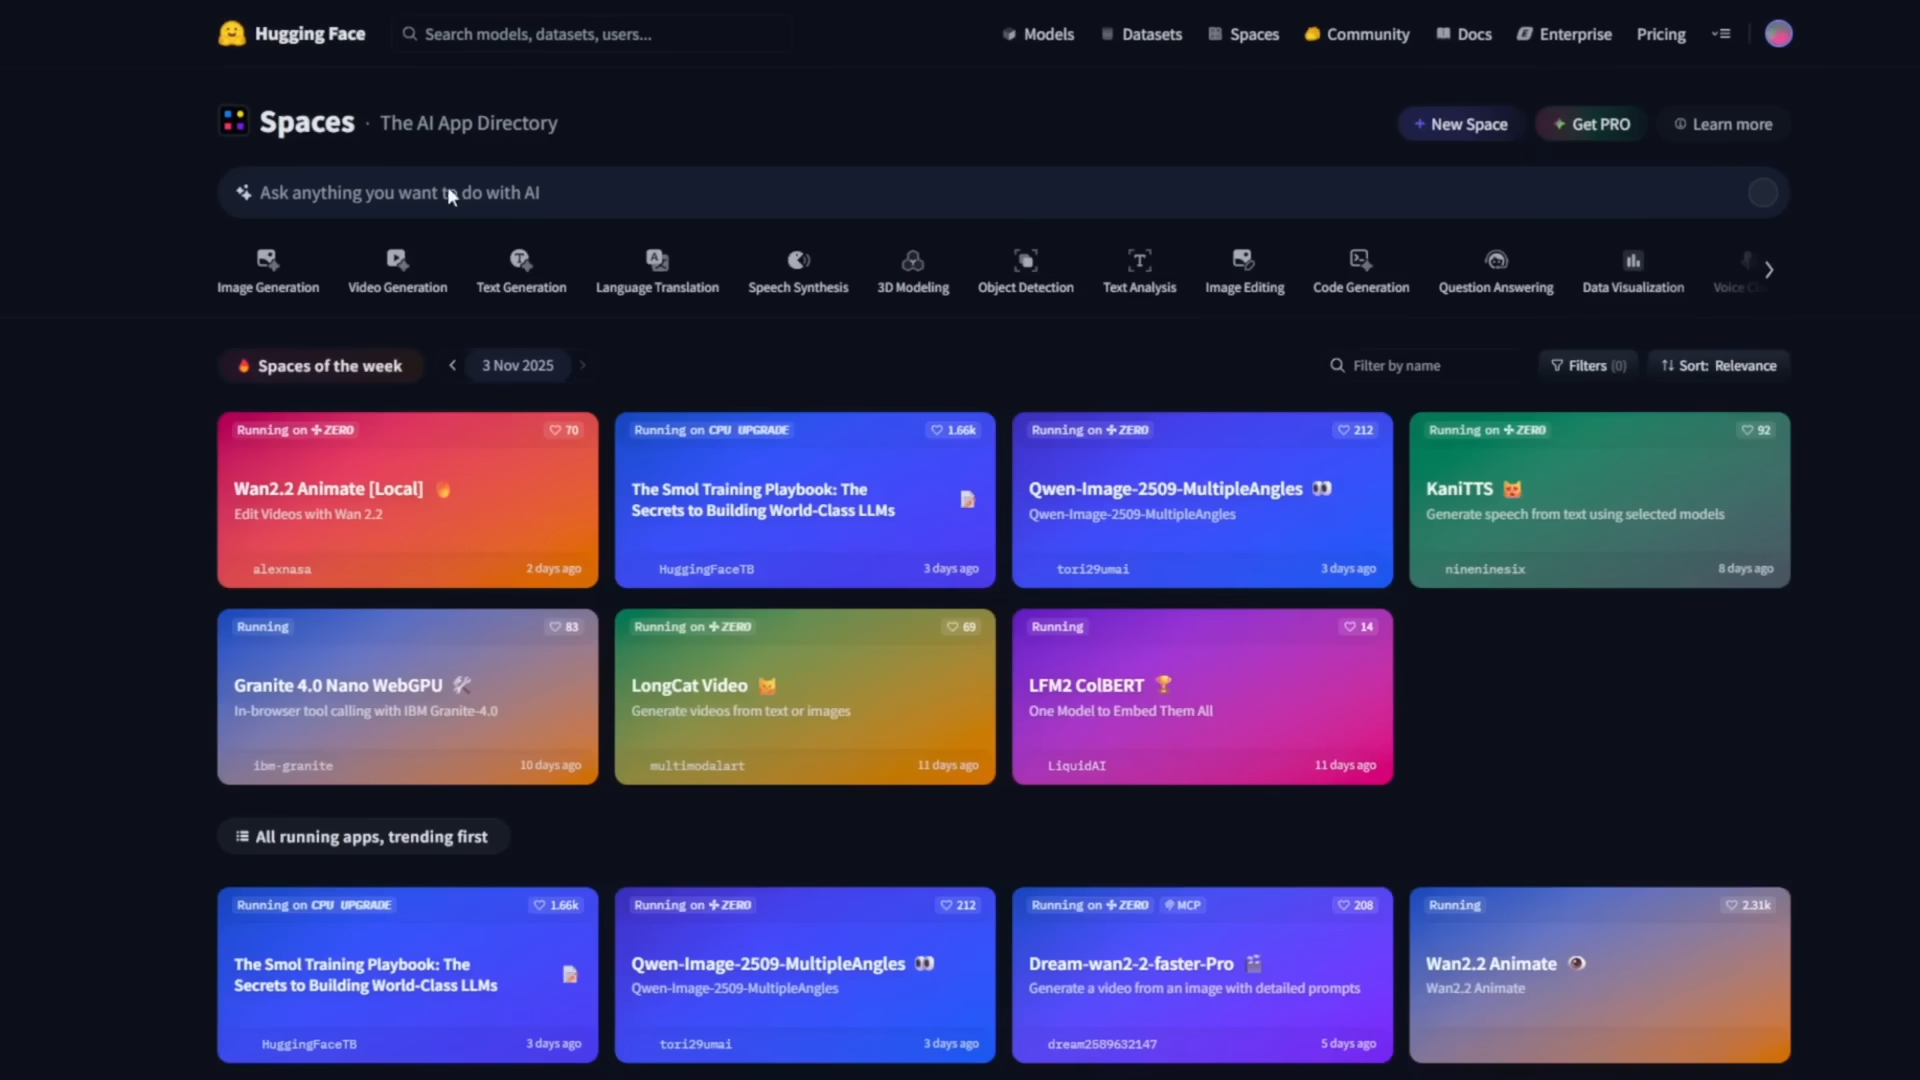 Hugging Face
Search models, datasets, users...
Models
Datasets
Spaces
Community
Docs
Enterprise
Pricing
Spaces · The AI App Directory
+ New Space
Get PRO
Learn more
Ask anything you want to do with AI
Image Generation
Video Generation
Text Generation
Language Translation
Speech Synthesis
3D Modeling
Object Detection
Text Analysis
Image Editing
Code Generation
Question Answering
Data Visualization
Voice
Spaces of the week
3 Nov 2025
Filter by name
Filters (0)
Sort: Relevance
Running on ZERO
70
Wan2.2 Animate [Local]
Edit Videos with Wan 2.2
alexnasa
2 days ago
Running on CPU UPGRADE
1.66k
The Smol Training Playbook: The
Secrets to Building World-Class LLMs
HuggingFaceTB
3 days ago
Running on ZERO
212
Qwen-Image-2509-MultipleAngles
Qwen-Image-2509-MultipleAngles
tori29umai
3 days ago
Running on ZERO
92
KaniTTS
Generate speech from text using selected models
nineninesix
8 days ago
Running
83
Granite 4.0 Nano WebGPU
In-browser tool calling with IBM Granite-4.0
ibm-granite
10 days ago
Running on ZERO
69
LongCat Video
Generate videos from text or images
multimodalart
11 days ago
Running
14
LFM2 ColBERT
One Model to Embed Them All
LiquidAI
11 days ago
All running apps, trending first
Running on CPU UPGRADE
1.66k
The Smol Training Playbook: The
Secrets to Building World-Class LLMs
HuggingFaceTB
3 days ago
Running on ZERO
212
Qwen-Image-2509-MultipleAngles
Qwen-Image-2509-MultipleAngles
tori29umai
3 days ago
Running on ZERO
MCP
208
Dream-wan2-2-faster-Pro
Generate a video from an image with detailed prompts
dream2589632147
5 days ago
Running
2.31k
Wan2.2 Animate
Wan2.2 Animate